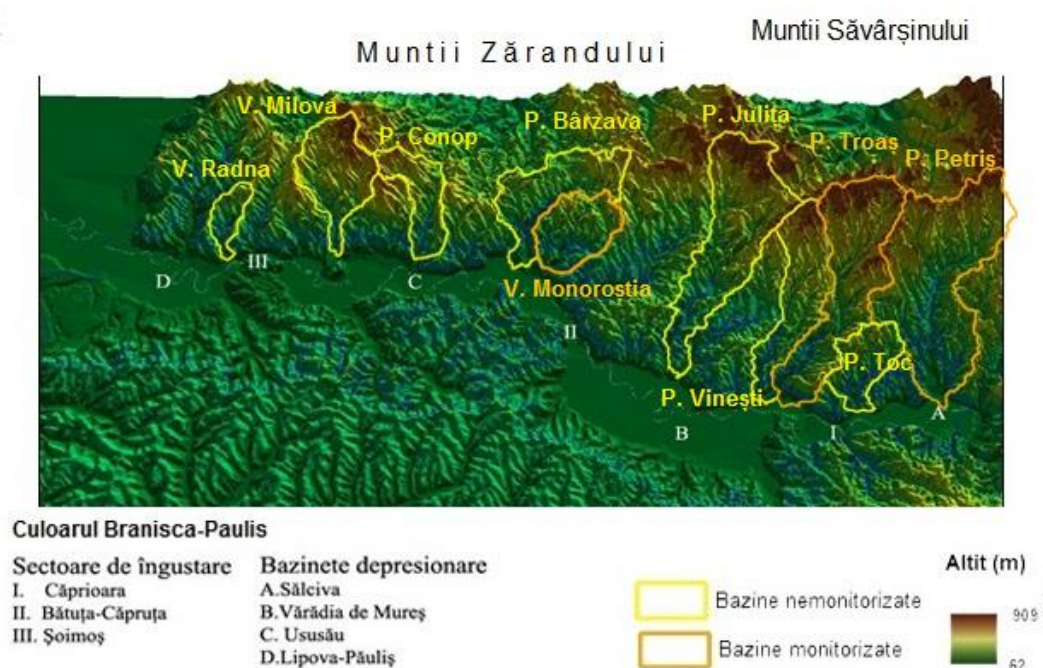 Muntii Săvârșinului
Muntii Zărandului
V. Milova
P. Conop
P. Bârzava
P. Julița
P. Troaș
P. Petriș
V. Radna
D
III
C
V. Monorostia
II
P. Toc
P. Vinești
B
I
A
Culoarul Branisca-Paulis
Sectoare de îngustare
I. Căprioara
II. Bătuța-Căpruța
III. Șoimoș
Bazinete depresionare
A.Sălciva
B.Vărădia de Mureș
C. Ususău
D.Lipova-Păuliș
Bazine nemonitorizate
Bazine monitorizate
Altit (m)
909
62